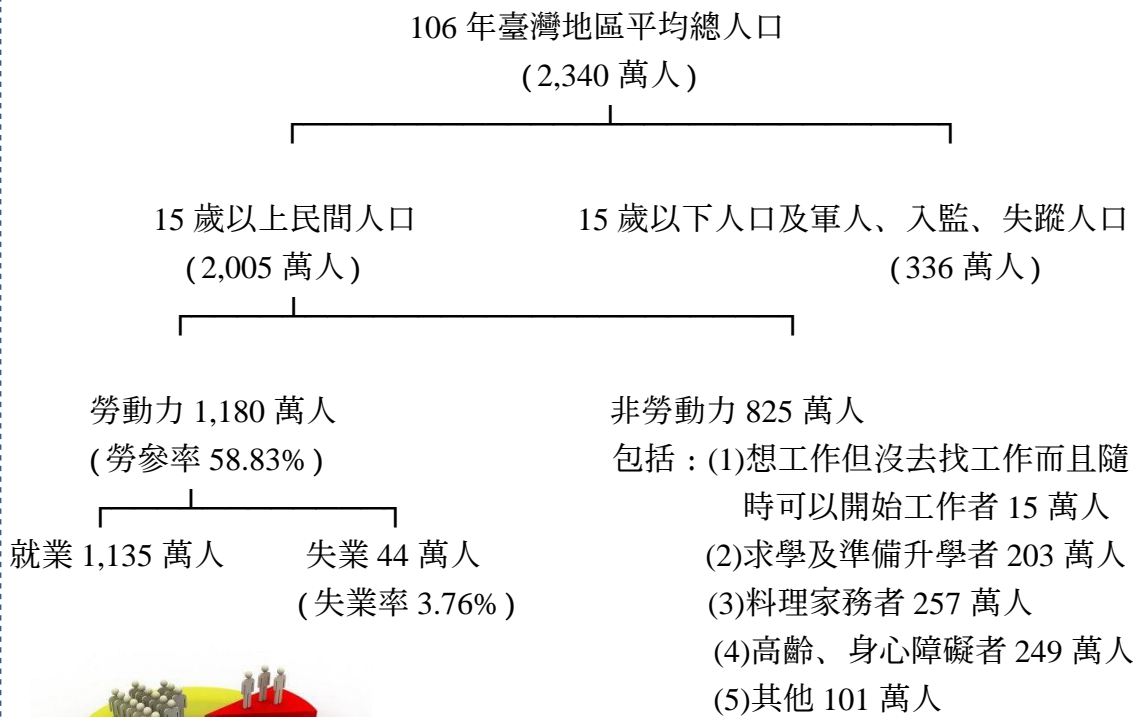 106 年臺灣地區平均總人口
(2,340 萬人)
15 歲以上民間人口
(2,005 萬人)
15 歲以下人口及軍人、入監、失蹤人口
(336 萬人)
勞動力 1,180 萬人
(勞參率 58.83%)
就業 1,135 萬人
失業 44 萬人
(失業率 3.76%)
非勞動力 825 萬人
包括：(1)想工作但沒去找工作而且隨
時可以開始工作者 15 萬人
(2)求學及準備升學者 203 萬人
(3)料理家務者 257 萬人
(4)高齡、身心障礙者 249 萬人
(5)其他 101 萬人